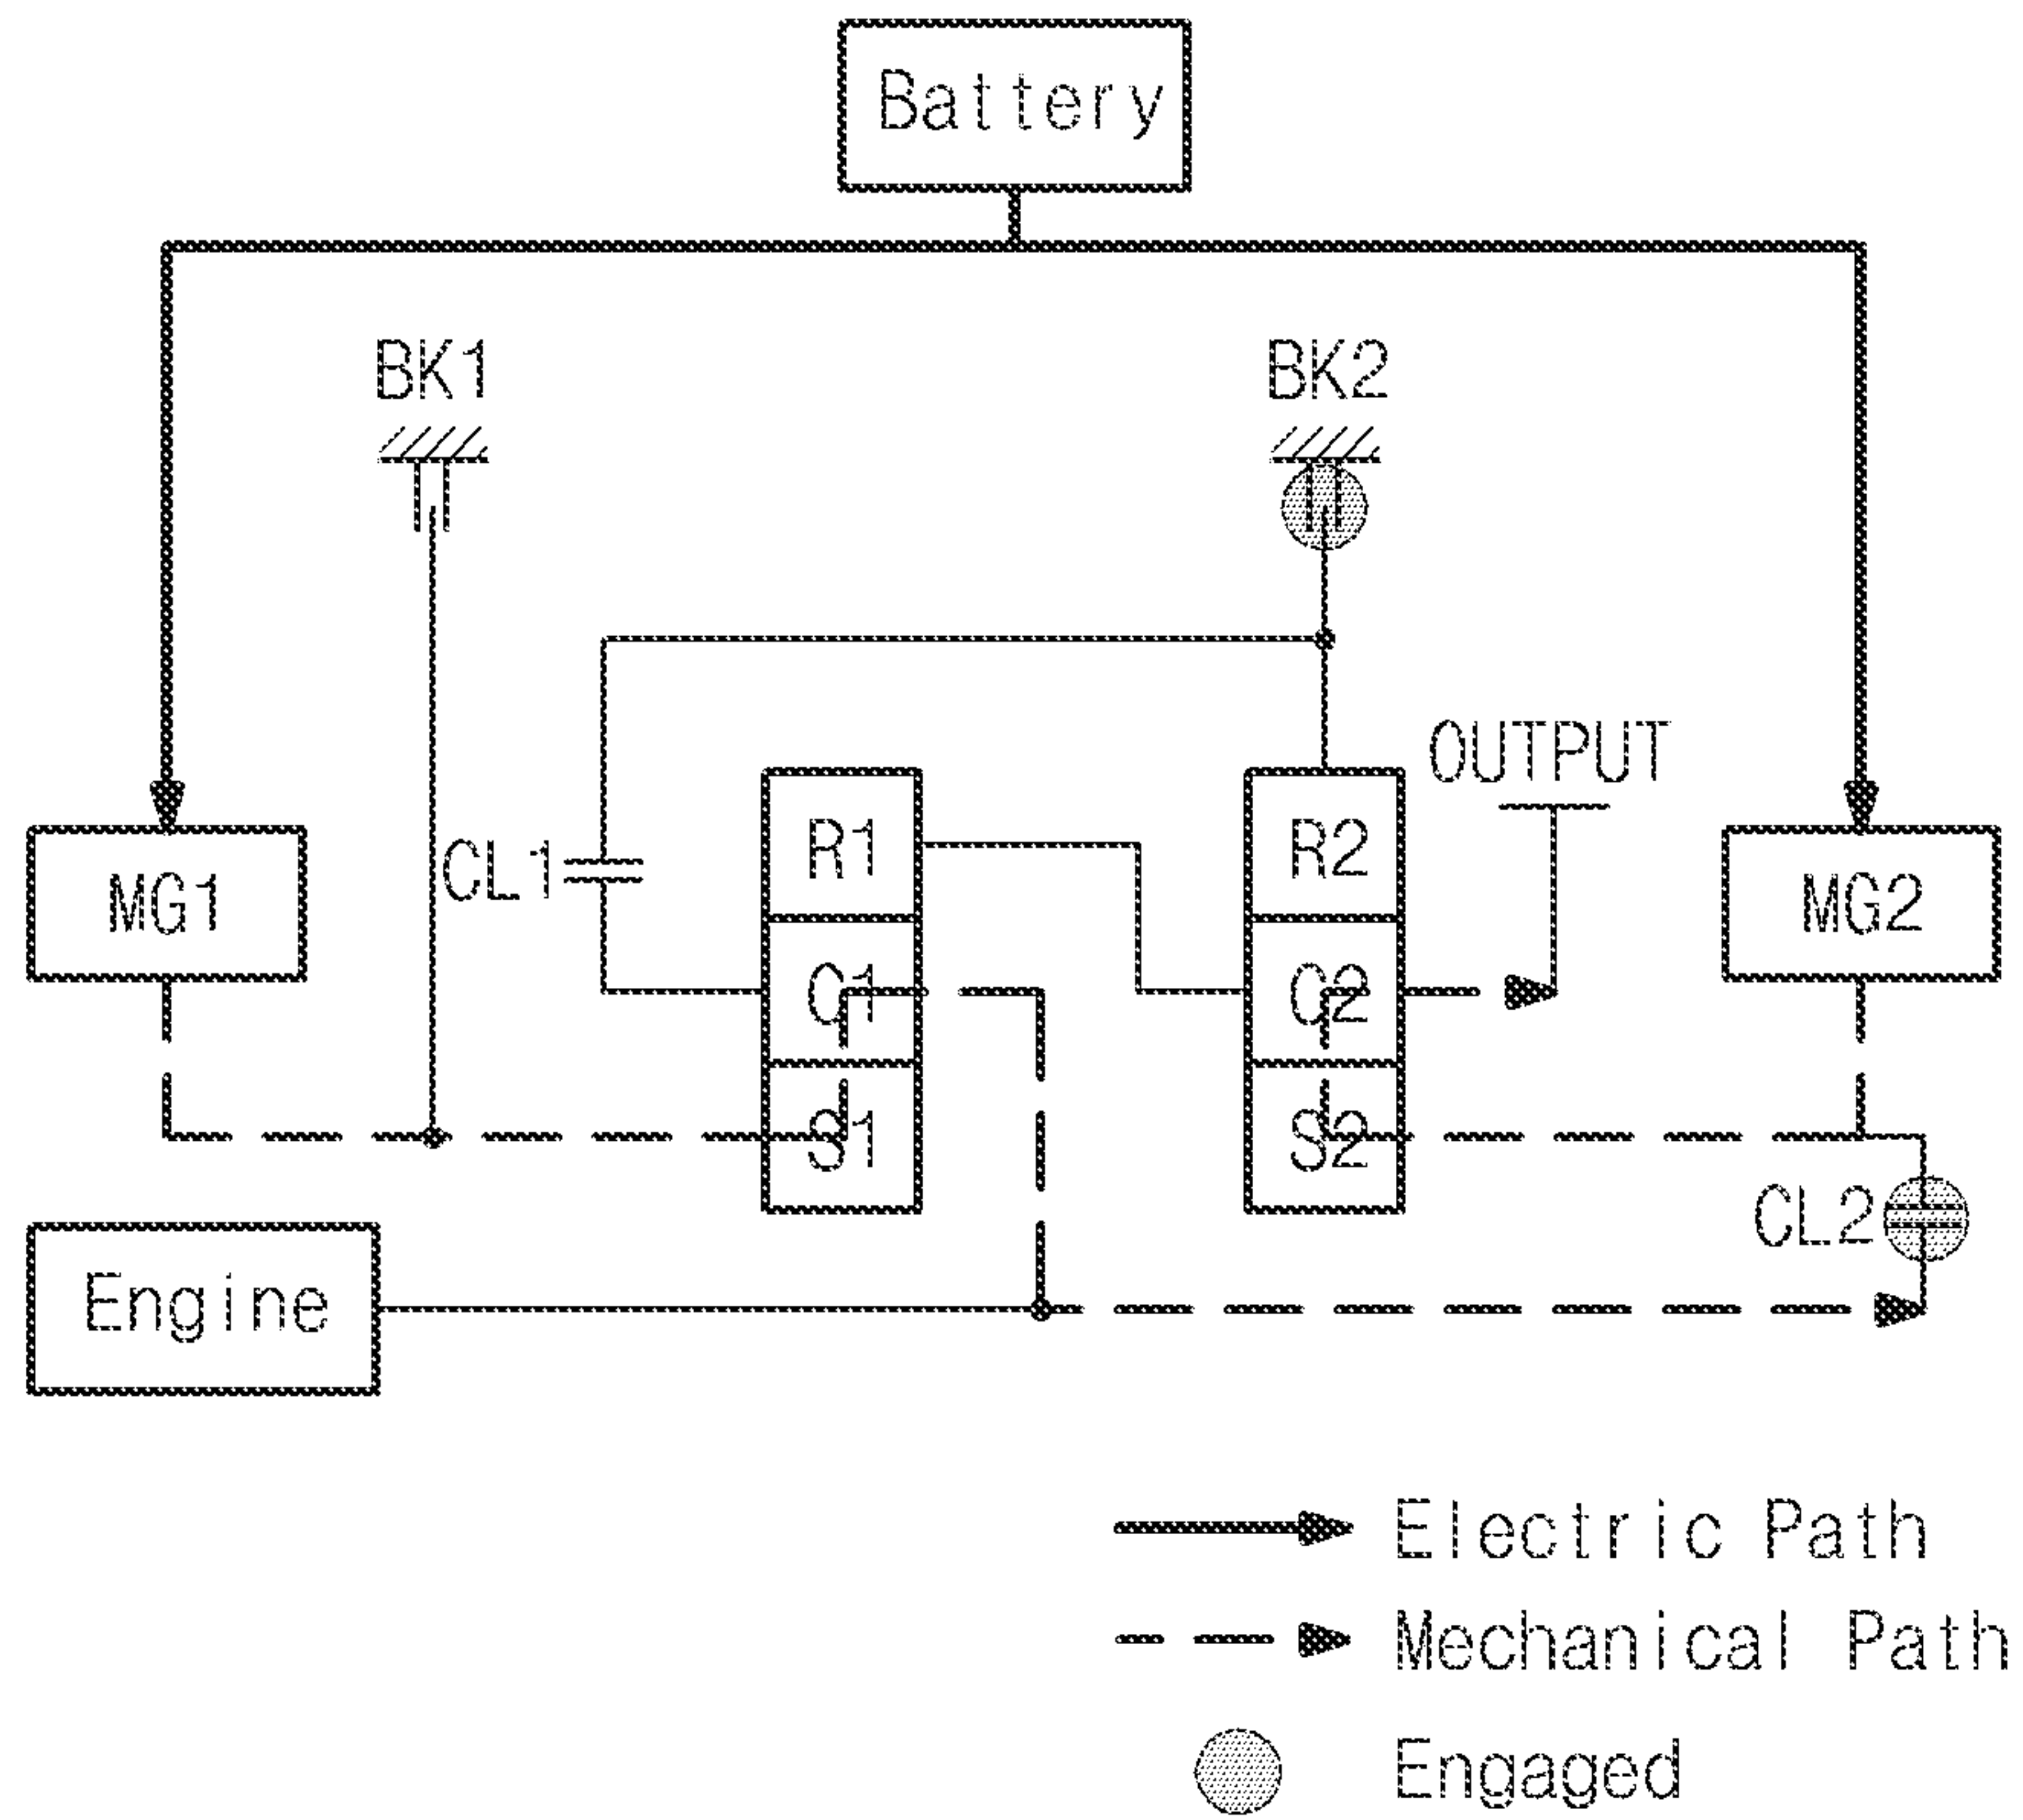 Battery
BK1
BK2
OUTPUT
MG1
CL1
R1
R2
MG2
C1
C2
S1
S2
CL2
Engine
Electric Path
Mechanical Path
Engaged